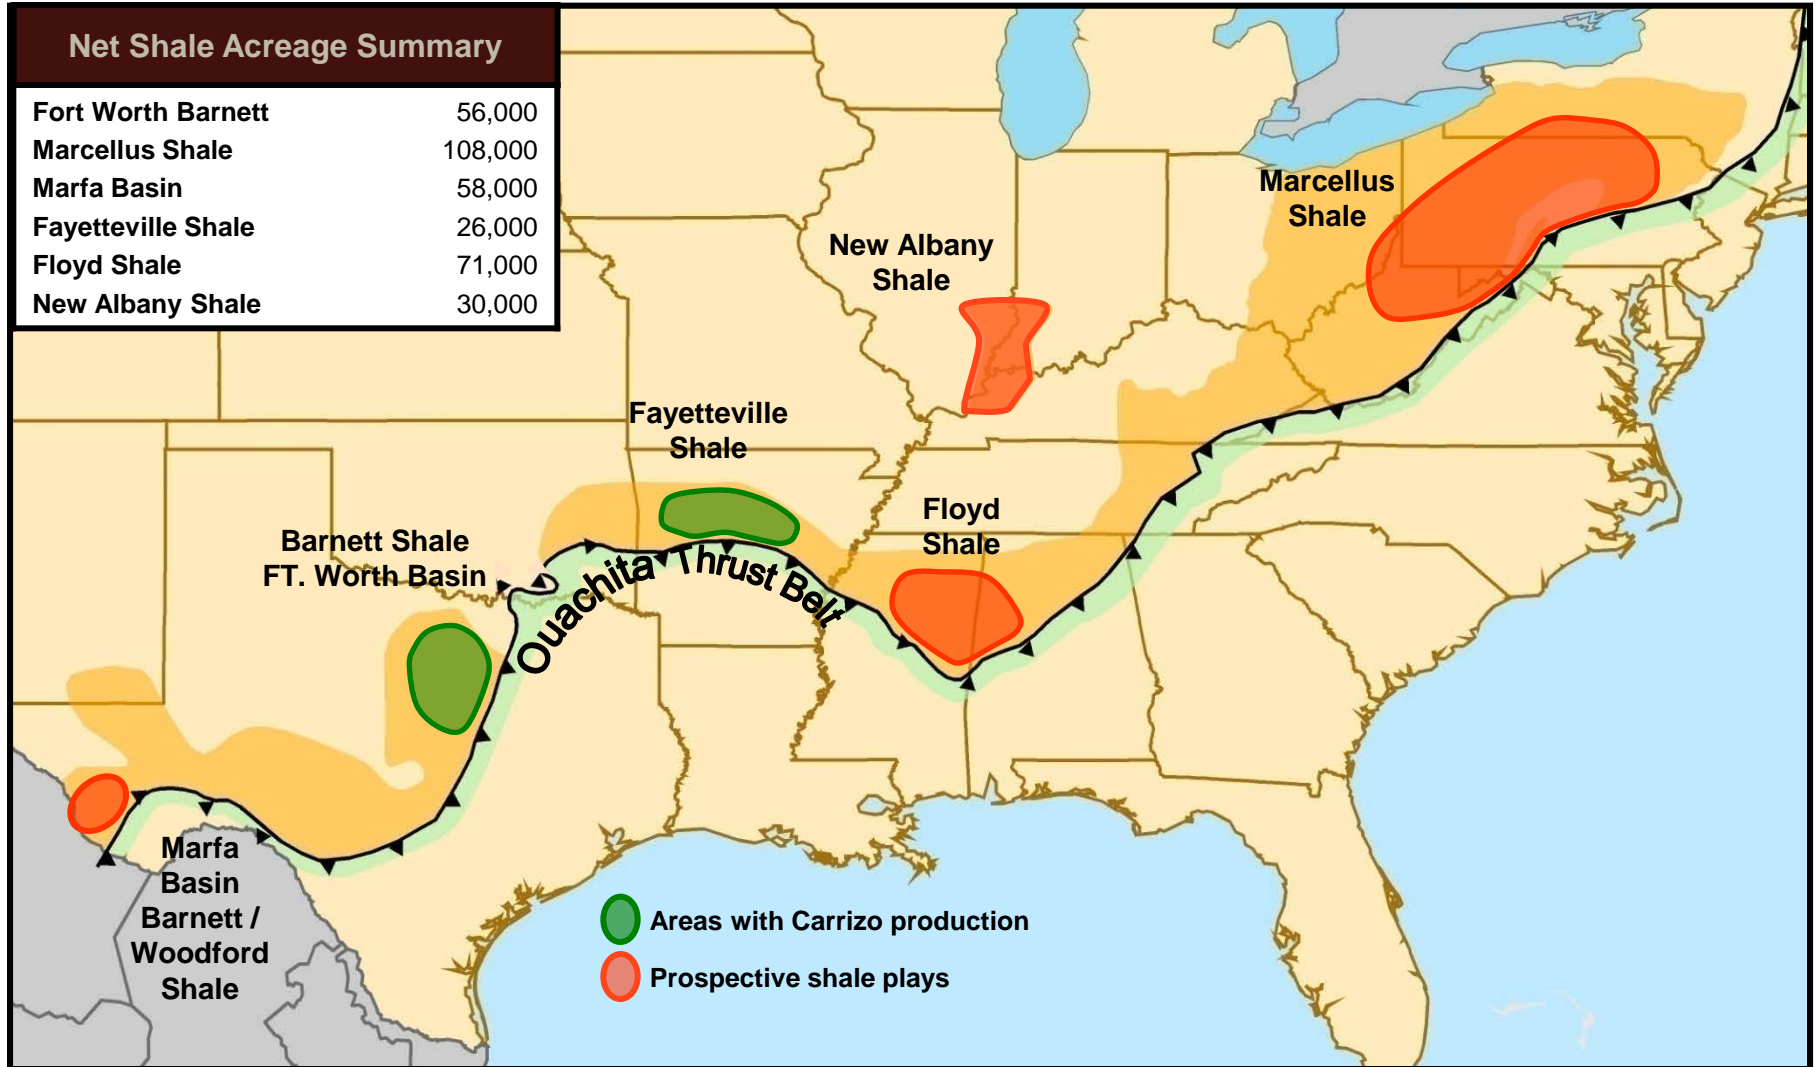 Net Shale Acreage Summary
Fort Worth Barnett 56,000
Marcellus Shale 108,000
Marfa Basin 58,000
Fayetteville Shale 26,000
Floyd Shale 71,000
New Albany Shale 30,000
Marcellus
Shale
New Albany
Shale
Fayetteville
Shale
Floyd
Shale
Barnett Shale
FT. Worth Basin
Ouachita Thrust Belt
Marfa
Basin
Barnett /
Woodford
Shale
Areas with Carrizo production
Prospective shale plays